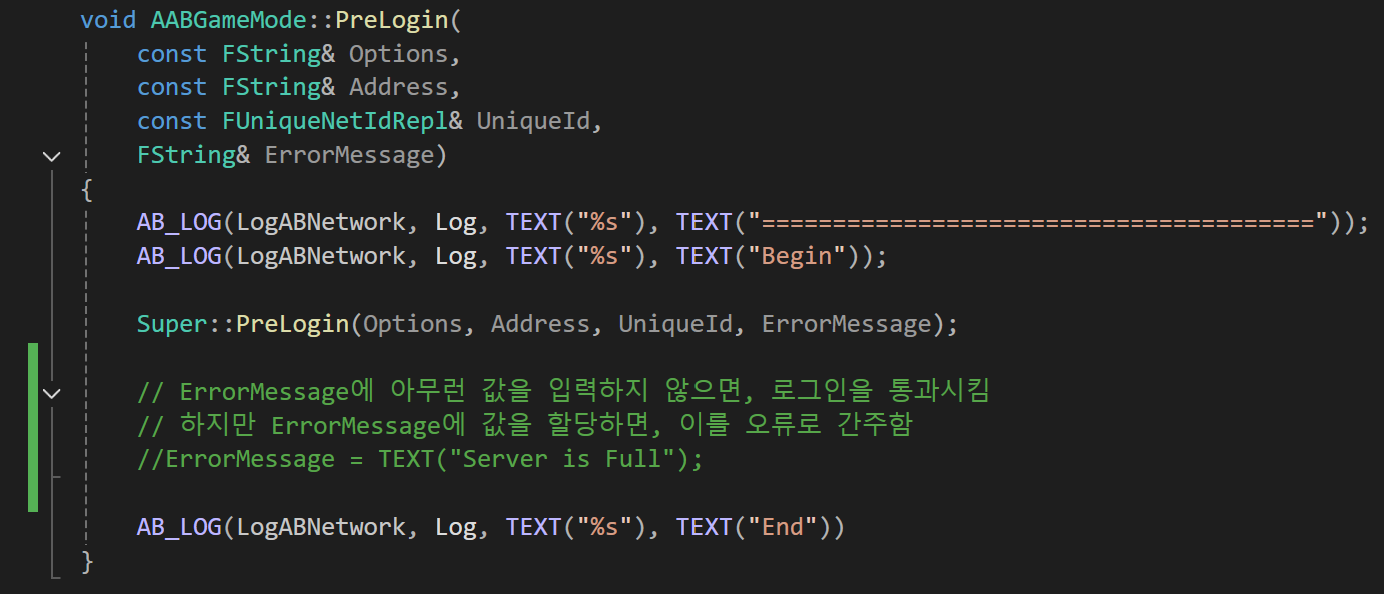 void AABGameMode::PreLogin(
const FString& Options,
const FString& Address,
const FUniqueNetIdRepl& UniqueId,
FString& ErrorMessage)
{
AB_LOG(LogABNetwork, Log, TEXT("%s"), TEXT("======================================="));
AB_LOG(LogABNetwork, Log, TEXT("%s"), TEXT("Begin"));
Super::PreLogin(Options, Address, UniqueId, ErrorMessage);
// ErrorMessage에 아무런 값을 입력하지 않으면, 로그인을 통과시킴
// 하지만 ErrorMessage에 값을 할당하면, 이를 오류로 간주함
//ErrorMessage = TEXT("Server is Full");
AB_LOG(LogABNetwork, Log, TEXT("%s"), TEXT("End"))
}